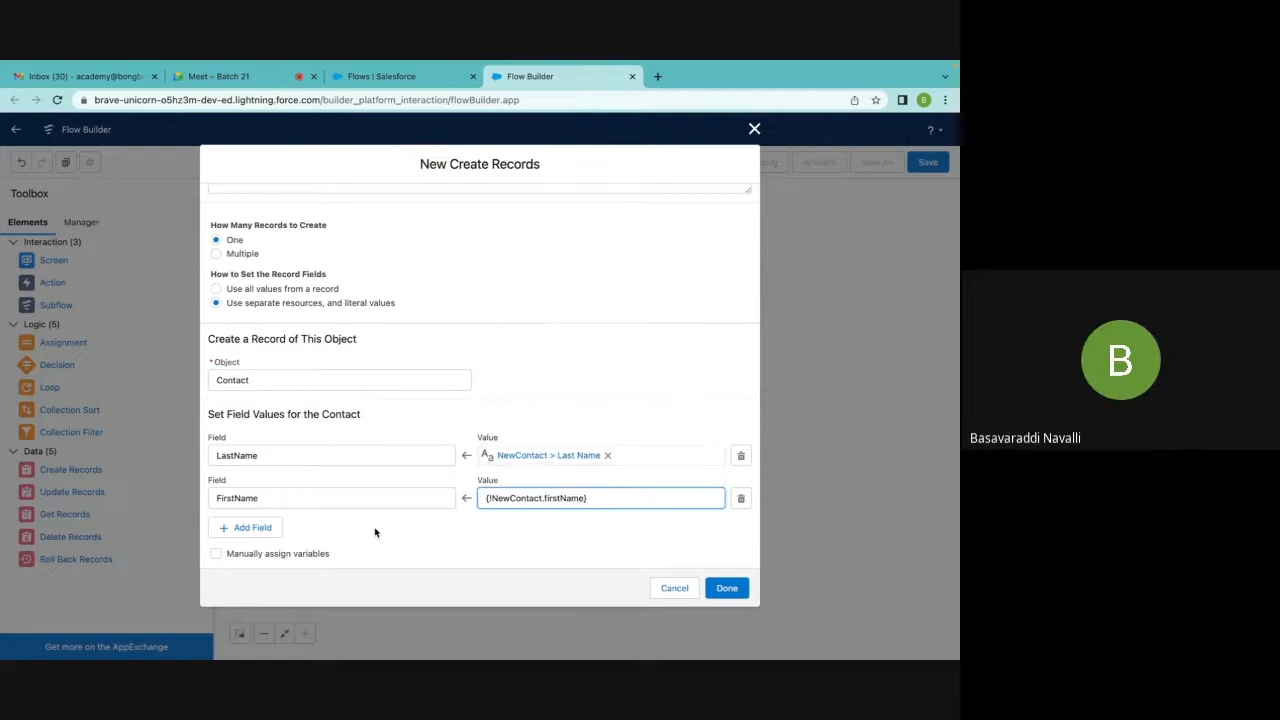 Inbox (30) - academy@bongb
Meet – Batch 21
Flows | Salesforce
Flow Builder
brave-unicorn-o5hz3m-dev-ed.lightning.force.com/builder_platform_interaction/flowBuilder.app
B
Flow Builder
?
New Create Records
Activate
Save As
Save
Toolbox
Elements
Manager
Interaction (3)
Screen
Action
Subflow
Logic (5)
Assignment
Decision
Loop
Collection Sort
Collection Filter
Data (5)
Create Records
Update Records
Get Records
Delete Records
Roll Back Records
Get more on the AppExchange
How Many Records to Create
One
Multiple
How to Set the Record Fields
Use all values from a record
Use separate resources, and literal values
Create a Record of This Object
* Object
Contact
Set Field Values for the Contact
Field
Value
LastName
Aa NewContact > Last Name
Field
Value
FirstName
{!NewContact.firstName}
+ Add Field
Manually assign variables
Cancel
Done
B
Basavaraddi Navalli